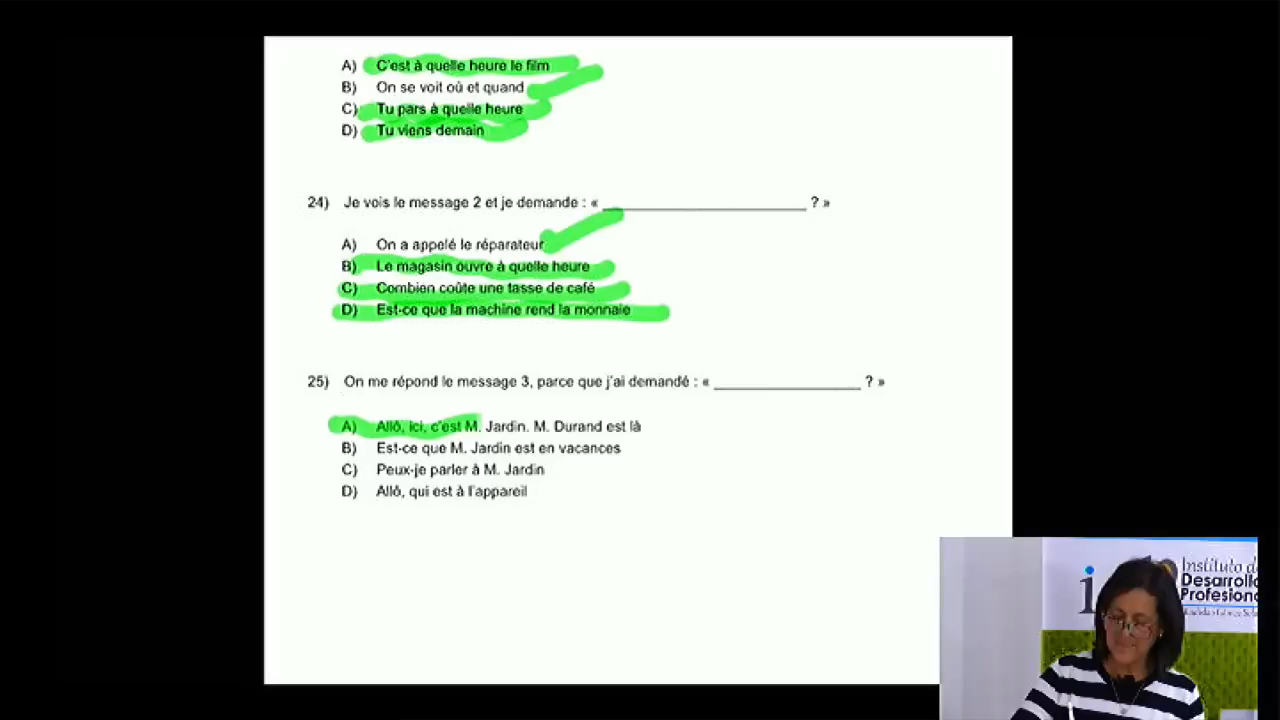 A) C'est à quelle heure le film
B) On se voit où et quand
C) Tu pars à quelle heure
D) Tu viens demain
24) Je vois le message 2 et je demande : « ______________________ ? »
A) On a appelé le réparateur
B) Le magasin ouvre à quelle heure
C) Combien coûte une tasse de café
D) Est-ce que la machine rend la monnaie
25) On me répond le message 3, parce que j'ai demandé : « ________________ ? »
A) Allô, ici, c'est M. Jardin. M. Durand est là
B) Est-ce que M. Jardin est en vacances
C) Peux-je parler à M. Jardin
D) Allô, qui est à l'appareil
Instituto d
Desarrollo
Profesion